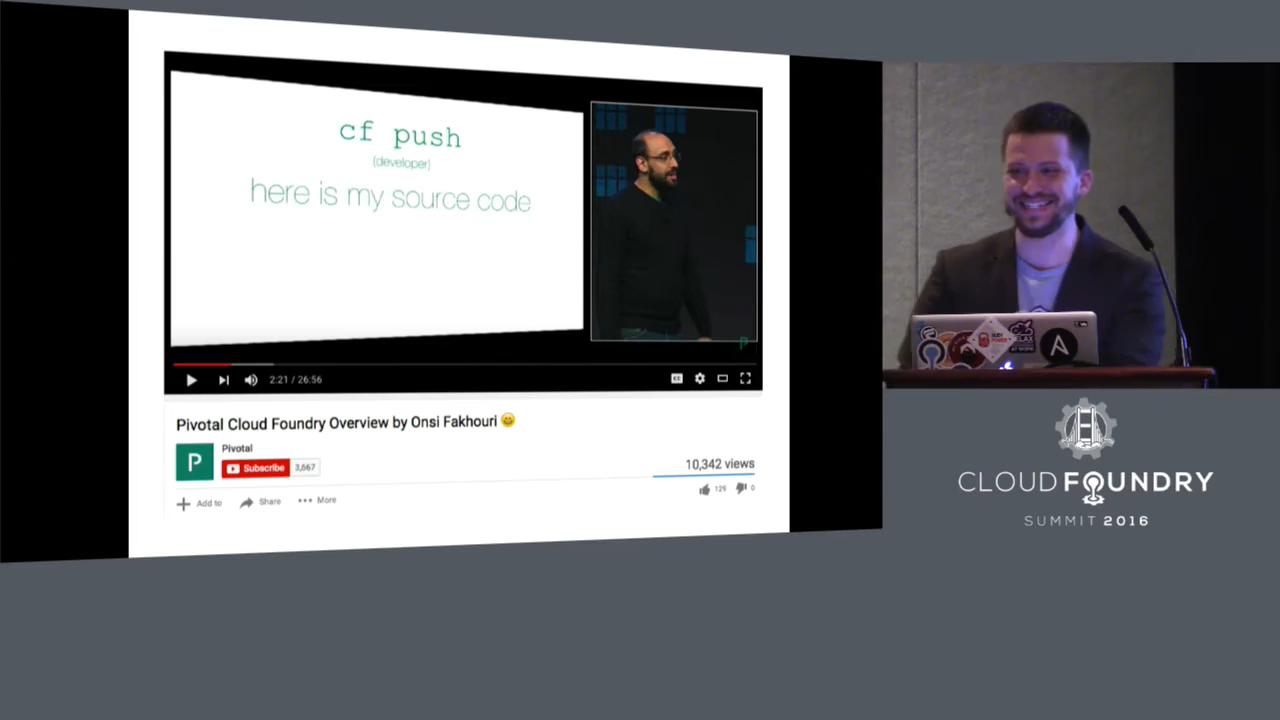 cf push
(developer)
here is my source code
2:21 / 26:56
Pivotal Cloud Foundry Overview by Onsi Fakhouri 😄
Pivotal
Subscribe 3,667
10,342 views
Add to Share More
129 0
CLOUD FOUNDRY
SUMMIT 2016